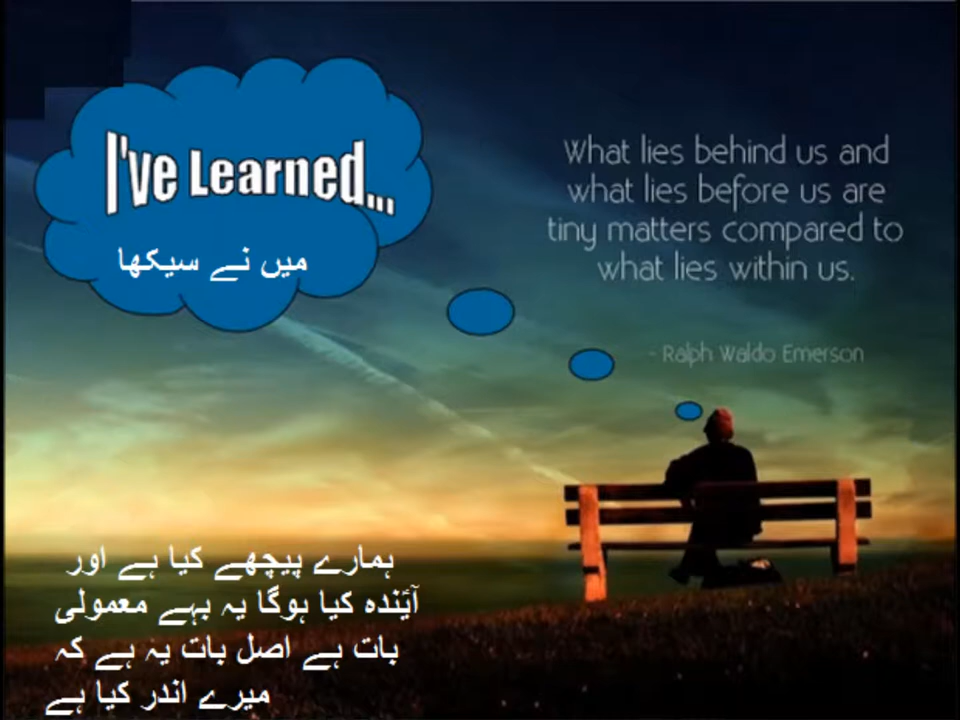 I've Learned...
میں نے سیکھا
What lies behind us and
what lies before us are
tiny matters compared to
what lies within us.
- Ralph Waldo Emerson
ہمارے پیچھے کیا ہے اور
آئندہ کیا ہوگا یہ بہے معمولی
بات ہے اصل بات یہ ہے کہ
میرے اندر کیا ہے